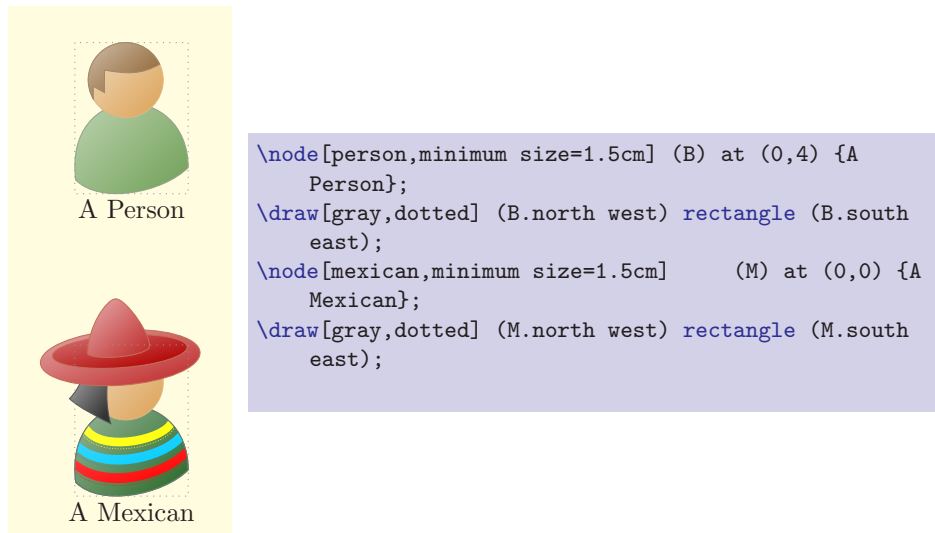 A Person
A Mexican
\node[person,minimum size=1.5cm] (B) at (0,4) {A
Person};
\draw[gray,dotted] (B.north west) rectangle (B.south
east);
\node[mexican,minimum size=1.5cm] (M) at (0,0) {A
Mexican};
\draw[gray,dotted] (M.north west) rectangle (M.south
east);